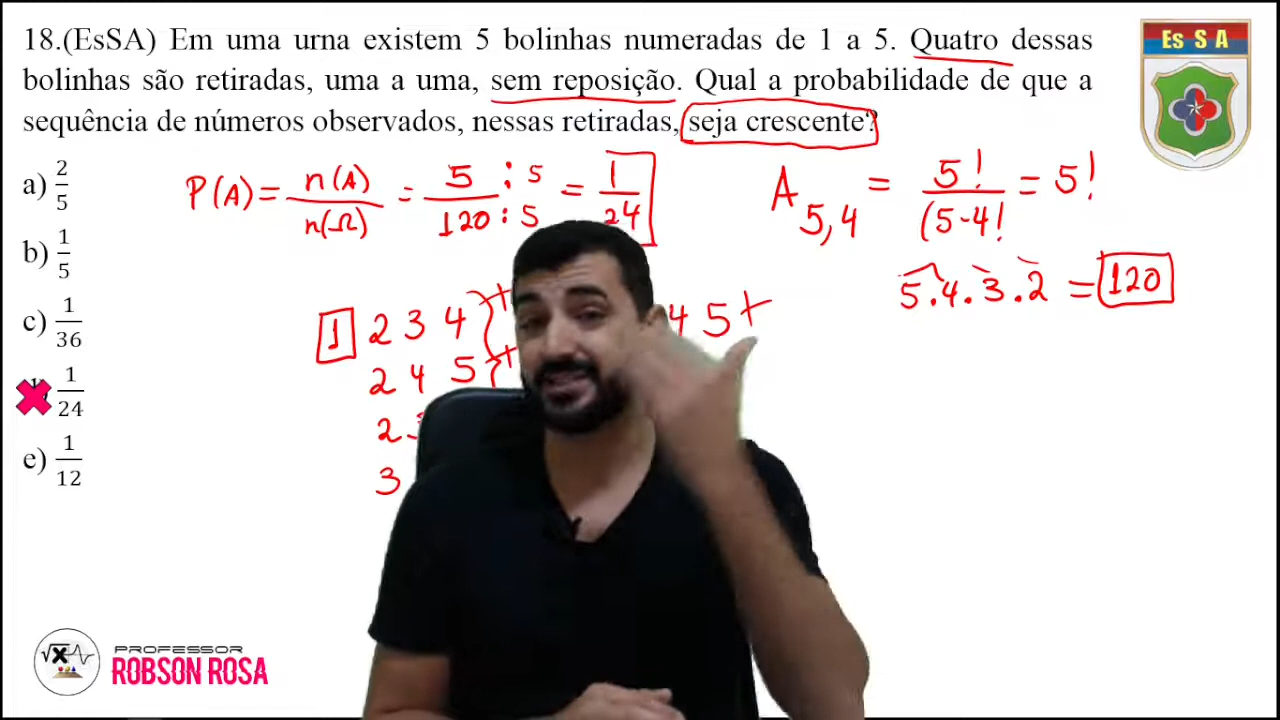 18.(EsSA) Em uma urna existem 5 bolinhas numeradas de 1 a 5. Quatro dessas
bolinhas são retiradas, uma a uma, sem reposição. Qual a probabilidade de que a
sequência de números observados, nessas retiradas, seja crescente?
Es S A
a) 2/5
b) 1/5
c) 1/36
1/24
e) 1/12
P(A) = n(A)/n(Ω) = 5/120 : 5 : 5 = 1/24
A 5,4 = 5!/(5-4! = 5!
5.4.3.2 = 120
1 2 3 4
4 5
2 4 5
2
3
√x
PROFESSOR
ROBSON ROSA